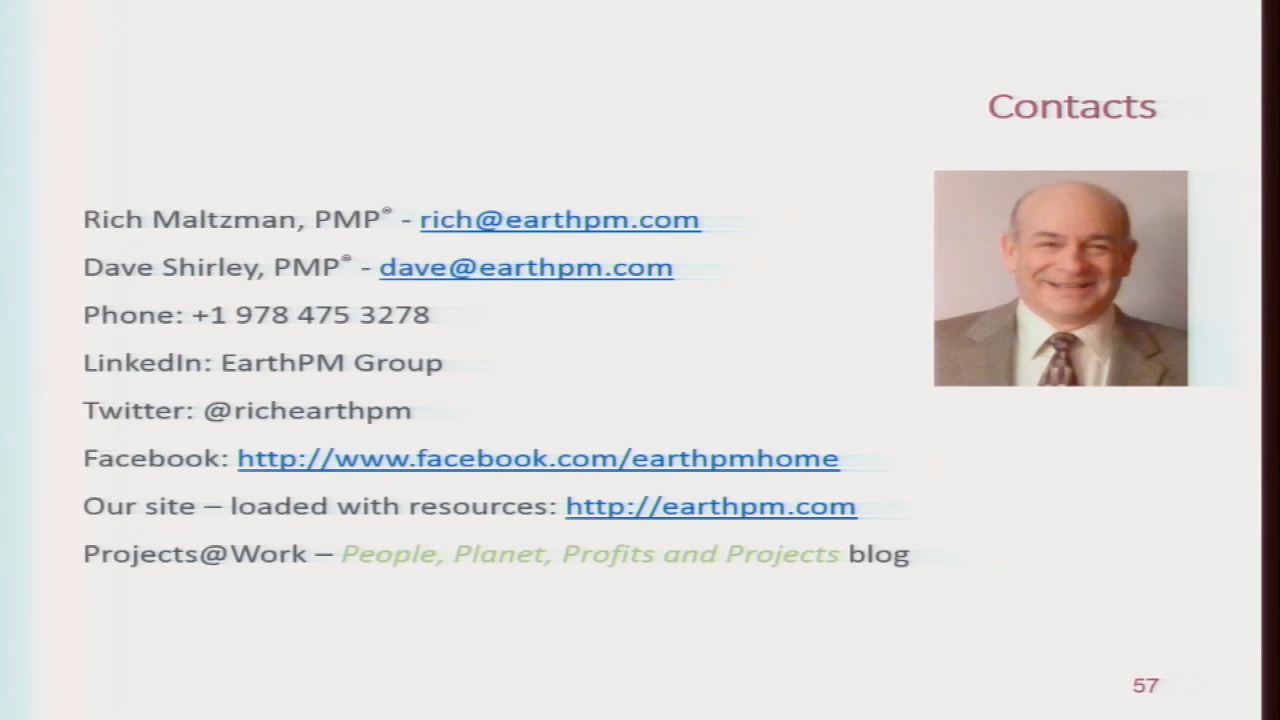 Contacts
Rich Maltzman, PMP® - rich@earthpm.com
Dave Shirley, PMP® - dave@earthpm.com
Phone: +1 978 475 3278
LinkedIn: EarthPM Group
Twitter: @richearthpm
Facebook: http://www.facebook.com/earthpmhome
Our site – loaded with resources: http://earthpm.com
Projects@Work – People, Planet, Profits and Projects blog
57